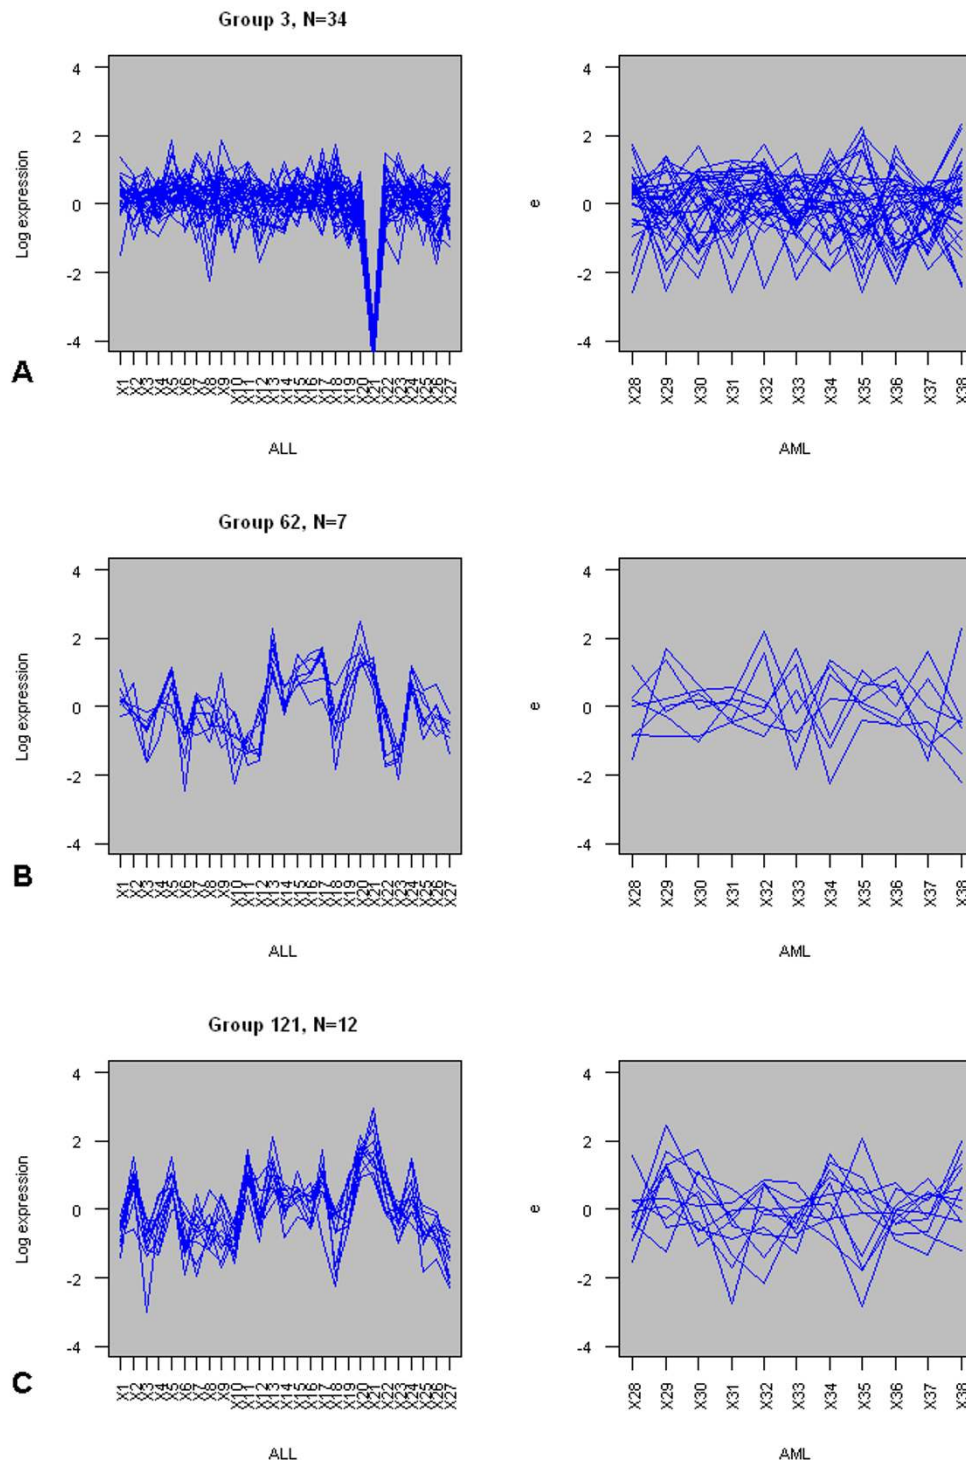 Group 3, N=34
Log expression
4
2
0
-2
-4
X1 X2 X3 X4 X5 X6 X7 X8 X9 X10 X11 X12 X13 X14 X15 X16 X17 X18 X19 X20 X21 X22 X23 X24 X25 X26 X27
ALL
e
4
2
0
-2
-4
X28 X29 X30 X31 X32 X33 X34 X35 X36 X37 X38
AML
A
Group 62, N=7
Log expression
4
2
0
-2
-4
X1 X2 X3 X4 X5 X6 X7 X8 X9 X10 X11 X12 X13 X14 X15 X16 X17 X18 X19 X20 X21 X22 X23 X24 X25 X26 X27
ALL
e
4
2
0
-2
-4
X28 X29 X30 X31 X32 X33 X34 X35 X36 X37 X38
AML
B
Group 121, N=12
Log expression
4
2
0
-2
-4
X1 X2 X3 X4 X5 X6 X7 X8 X9 X10 X11 X12 X13 X14 X15 X16 X17 X18 X19 X20 X21 X22 X23 X24 X25 X26 X27
ALL
e
4
2
0
-2
-4
X28 X29 X30 X31 X32 X33 X34 X35 X36 X37 X38
AML
C